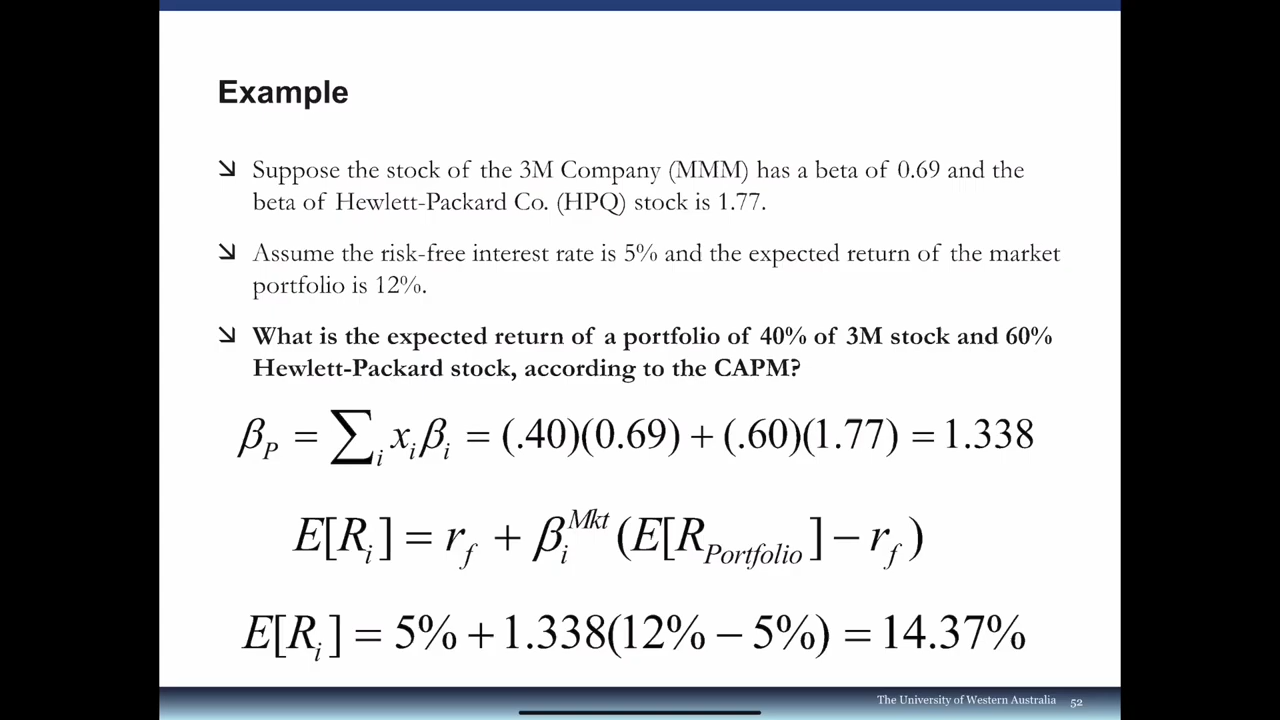 Example
↘ Suppose the stock of the 3M Company (MMM) has a beta of 0.69 and the
beta of Hewlett-Packard Co. (HPQ) stock is 1.77.
↘ Assume the risk-free interest rate is 5% and the expected return of the market
portfolio is 12%.
↘ What is the expected return of a portfolio of 40% of 3M stock and 60%
Hewlett-Packard stock, according to the CAPM?
β_P = ∑_i x_i β_i = (.40)(0.69) + (.60)(1.77) = 1.338
E[R_i] = r_f + β_i^Mkt (E[R_Portfolio] − r_f)
E[R_i] = 5% + 1.338(12% − 5%) = 14.37%
The University of Western Australia 52